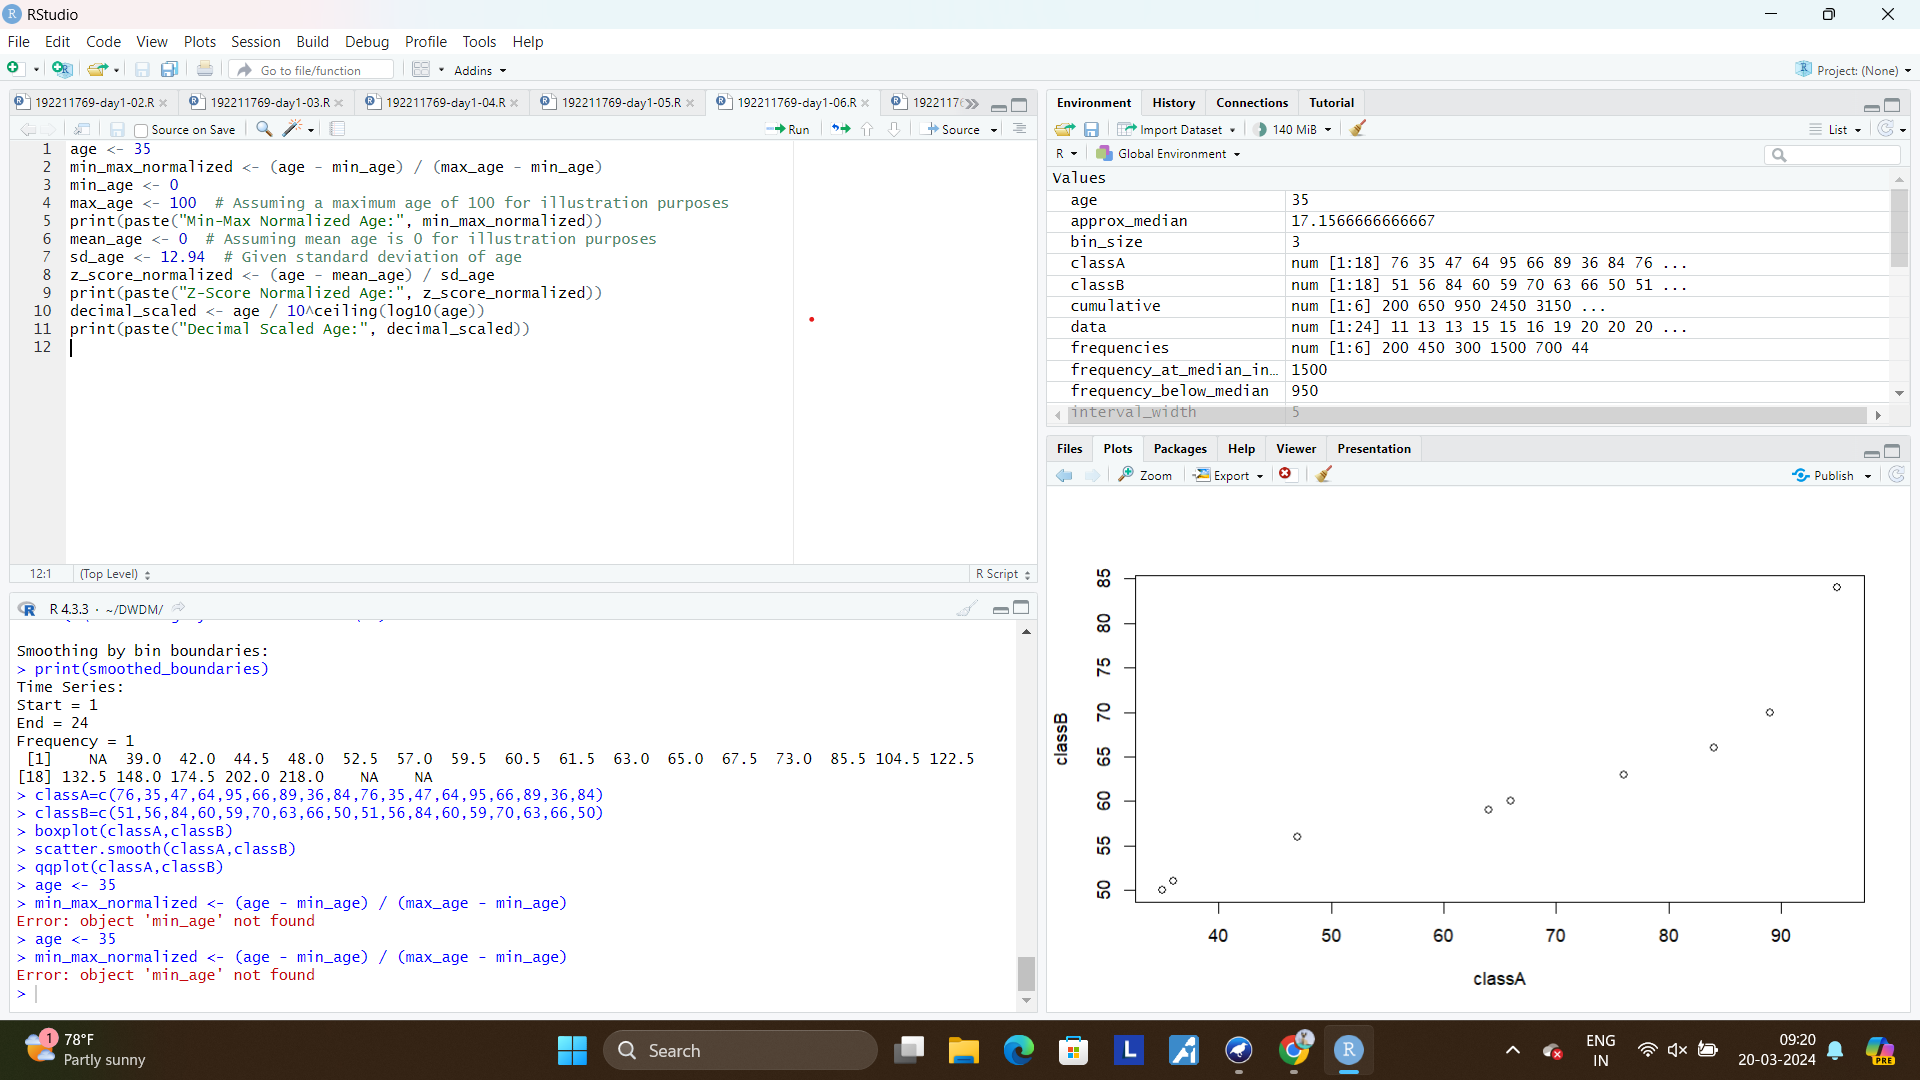 RStudio
File Edit Code View Plots Session Build Debug Profile Tools Help
Go to file/function Addins Project: (None)
192211769-day1-02.R 192211769-day1-03.R 192211769-day1-04.R 192211769-day1-05.R 192211769-day1-06.R
Source on Save Run Source
1 age <- 35
2 min_max_normalized <- (age - min_age) / (max_age - min_age)
3 min_age <- 0
4 max_age <- 100  # Assuming a maximum age of 100 for illustration purposes
5 print(paste("Min-Max Normalized Age:", min_max_normalized))
6 mean_age <- 0  # Assuming mean age is 0 for illustration purposes
7 sd_age <- 12.94  # Given standard deviation of age
8 z_score_normalized <- (age - mean_age) / sd_age
9 print(paste("Z-Score Normalized Age:", z_score_normalized))
10 decimal_scaled <- age / 10^ceiling(log10(age))
11 print(paste("Decimal Scaled Age:", decimal_scaled))
12
12:1 (Top Level) R Script
R 4.3.3 · ~/DWDM/
Smoothing by bin boundaries:
> print(smoothed_boundaries)
Time Series:
Start = 1
End = 24
Frequency = 1
[1] NA 39.0 42.0 44.5 48.0 52.5 57.0 59.5 60.5 61.5 63.0 65.0 67.5 73.0 85.5 104.5 122.5
[18] 132.5 148.0 174.5 202.0 218.0 NA NA
> classA=c(76,35,47,64,95,66,89,36,84,76,35,47,64,95,66,89,36,84)
> classB=c(51,56,84,60,59,70,63,66,50,51,56,84,60,59,70,63,66,50)
> boxplot(classA,classB)
> scatter.smooth(classA,classB)
> qqplot(classA,classB)
> age <- 35
> min_max_normalized <- (age - min_age) / (max_age - min_age)
Error: object 'min_age' not found
> age <- 35
> min_max_normalized <- (age - min_age) / (max_age - min_age)
Error: object 'min_age' not found
>
Environment History Connections Tutorial
Import Dataset 140 MiB List
R Global Environment
Values
age 35
approx_median 17.1566666666667
bin_size 3
classA num [1:18] 76 35 47 64 95 66 89 36 84 76 ...
classB num [1:18] 51 56 84 60 59 70 63 66 50 51 ...
cumulative num [1:6] 200 650 950 2450 3150 ...
data num [1:24] 11 13 13 15 15 16 19 20 20 20 ...
frequencies num [1:6] 200 450 300 1500 700 44
frequency_at_median_in… 1500
frequency_below_median 950
interval_width 5
Files Plots Packages Help Viewer Presentation
Zoom Export Publish
85
80
75
70
65
60
55
50
classB
40 50 60 70 80 90
classA
1 78°F
Partly sunny
Search
ENG
IN
09:20
20-03-2024
PRE